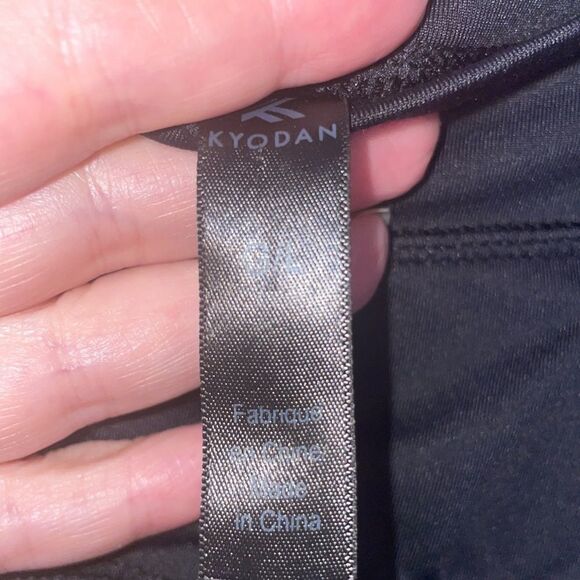 KYODAN
Fabriqué
en Chine
Made
in China